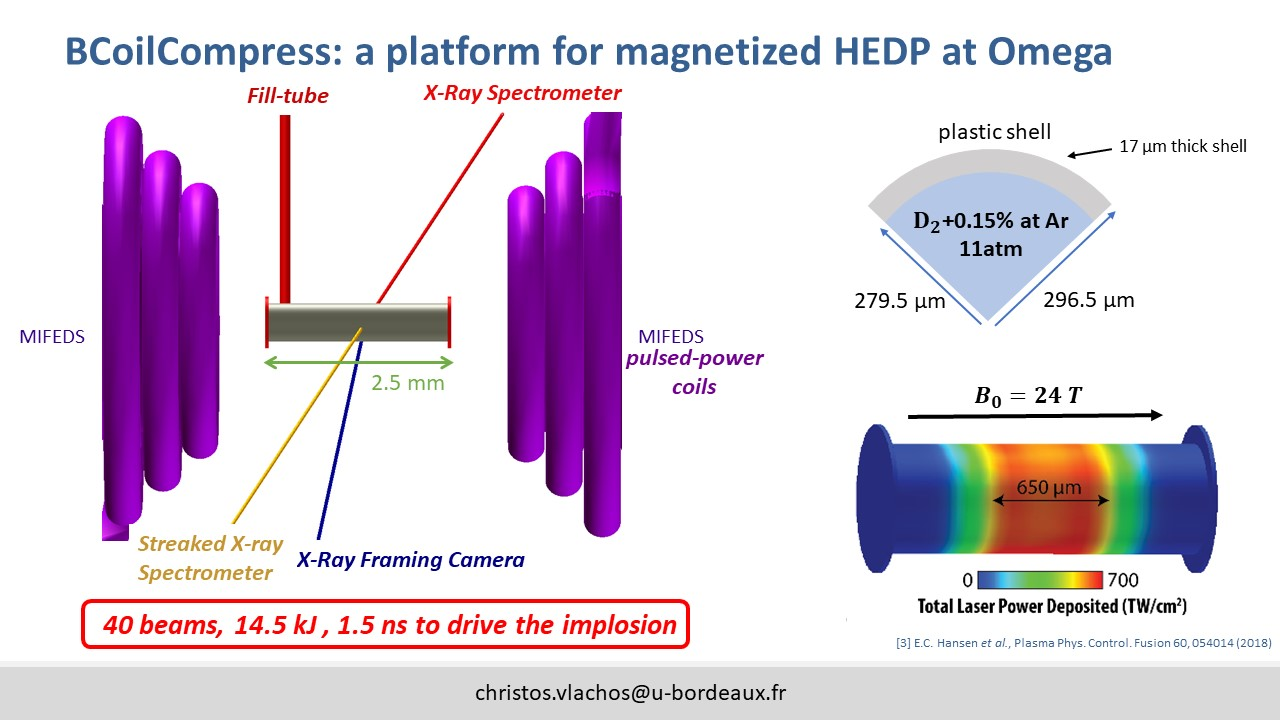 BCoilCompress: a platform for magnetized HEDP at Omega
Fill-tube
X-Ray Spectrometer
MIFEDS
2.5 mm
MIFEDS
pulsed-power
coils
Streaked X-ray
Spectrometer
X-Ray Framing Camera
40 beams, 14.5 kJ , 1.5 ns to drive the implosion
plastic shell
17 µm thick shell
D₂+0.15% at Ar
11atm
279.5 µm
296.5 µm
B₀ = 24 T
650 µm
0 700
Total Laser Power Deposited (TW/cm²)
[3] E.C. Hansen et al., Plasma Phys. Control. Fusion 60, 054014 (2018)
christos.vlachos@u-bordeaux.fr